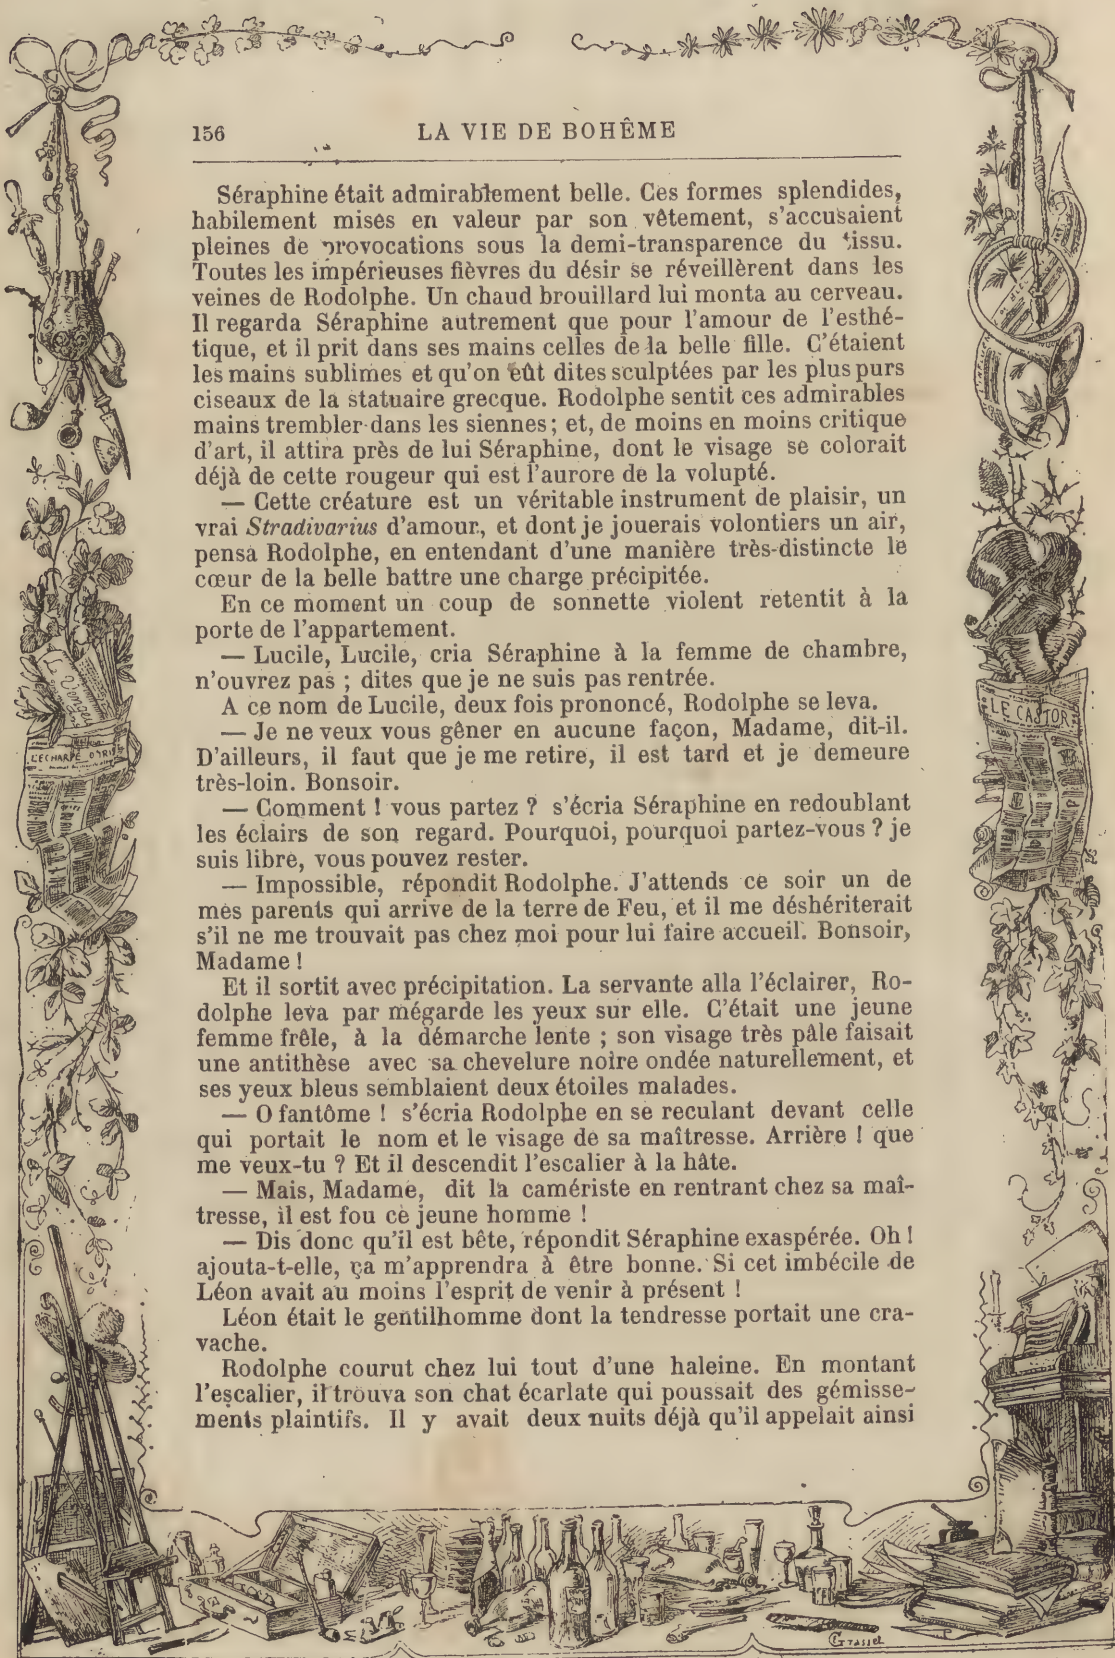 156 LA VIE DE BOHÊME
Séraphine était admirablement belle. Ces formes splendides,
habilement mises en valeur par son vêtement, s'accusaient
pleines de provocations sous la demi-transparence du tissu.
Toutes les impérieuses fièvres du désir se réveillèrent dans les
veines de Rodolphe. Un chaud brouillard lui monta au cerveau.
Il regarda Séraphine autrement que pour l'amour de l'esthé-
tique, et il prit dans ses mains celles de la belle fille. C'étaient
les mains sublimes et qu'on eût dites sculptées par les plus purs
ciseaux de la statuaire grecque. Rodolphe sentit ces admirables
mains trembler dans les siennes ; et, de moins en moins critique
d'art, il attira près de lui Séraphine, dont le visage se colorait
déjà de cette rougeur qui est l'aurore de la volupté.
— Cette créature est un véritable instrument de plaisir, un
vrai Stradivarius d'amour, et dont je jouerais volontiers un air,
pensa Rodolphe, en entendant d'une manière très-distincte le
cœur de la belle battre une charge précipitée.
En ce moment un coup de sonnette violent retentit à la
porte de l'appartement.
— Lucile, Lucile, cria Séraphine à la femme de chambre,
n'ouvrez pas ; dites que je ne suis pas rentrée.
A ce nom de Lucile, deux fois prononcé, Rodolphe se leva.
— Je ne veux vous gêner en aucune façon, Madame, dit-il.
D'ailleurs, il faut que je me retire, il est tard et je demeure
très-loin. Bonsoir.
— Comment ! vous partez ? s'écria Séraphine en redoublant
les éclairs de son regard. Pourquoi, pourquoi partez-vous ? je
suis libre, vous pouvez rester.
— Impossible, répondit Rodolphe. J'attends ce soir un de
mes parents qui arrive de la terre de Feu, et il me déshériterait
s'il ne me trouvait pas chez moi pour lui faire accueil. Bonsoir,
Madame !
Et il sortit avec précipitation. La servante alla l'éclairer, Ro-
dolphe leva par mégarde les yeux sur elle. C'était une jeune
femme frêle, à la démarche lente ; son visage très pâle faisait
une antithèse avec sa chevelure noire ondée naturellement, et
ses yeux bleus semblaient deux étoiles malades.
— O fantôme ! s'écria Rodolphe en se reculant devant celle
qui portait le nom et le visage de sa maîtresse. Arrière ! que
me veux-tu ? Et il descendit l'escalier à la hâte.
— Mais, Madame, dit la camériste en rentrant chez sa maî-
tresse, il est fou ce jeune homme !
— Dis donc qu'il est bête, répondit Séraphine exaspérée. Oh !
ajouta-t-elle, ça m'apprendra à être bonne. Si cet imbécile de
Léon avait au moins l'esprit de venir à présent !
Léon était le gentilhomme dont la tendresse portait une cra-
vache.
Rodolphe courut chez lui tout d'une haleine. En montant
l'escalier, il trouva son chat écarlate qui poussait des gémisse-
ments plaintifs. Il y avait deux nuits déjà qu'il appelait ainsi
L'ECHARPE D'IRIS
LE CASTOR
Grasset